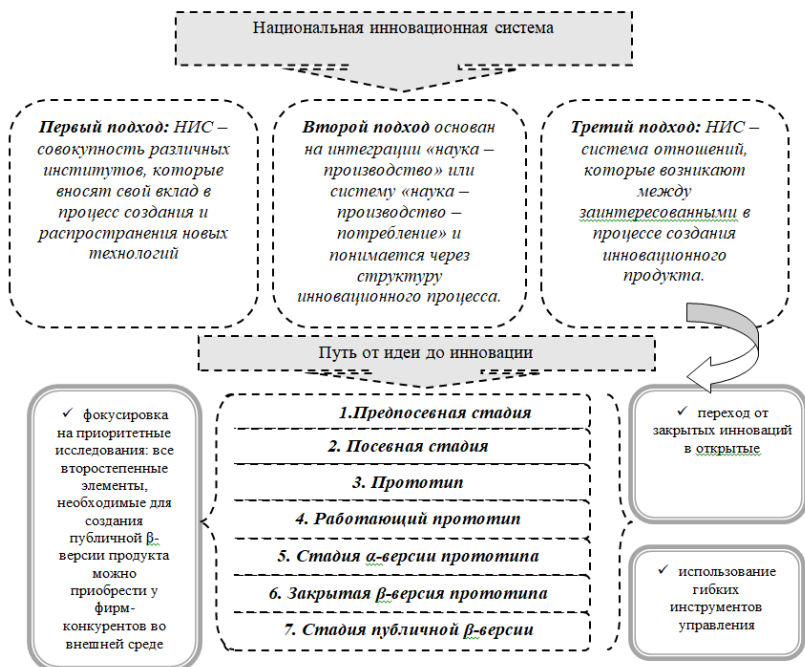 Национальная инновационная система
Первый подход: НИС –
совокупность различных
институтов, которые
вносят свой вклад в
процесс создания и
распространения новых
технологий
Второй подход основан
на интеграции «наука –
производство» или
систему «наука –
производство –
потребление» и
понимается через
структуру
инновационного процесса.
Третий подход: НИС –
система отношений,
которые возникают
между
заинтересованными в
процессе создания
инновационного
продукта.
Путь от идеи до инновации
✓ фокусировка
на приоритетные
исследования: все
второстепенные
элементы,
необходимые для
создания
публичной β-
версии продукта
можно
приобрести у
фирм-
конкурентов во
внешней среде
1.Предпосевная стадия
2. Посевная стадия
3. Прототип
4. Работающий прототип
5. Стадия α-версии прототипа
6. Закрытая β-версия прототипа
7. Стадия публичной β-версии
✓ переход от
закрытых инноваций
в открытые
✓ использование
гибких
инструментов
управления